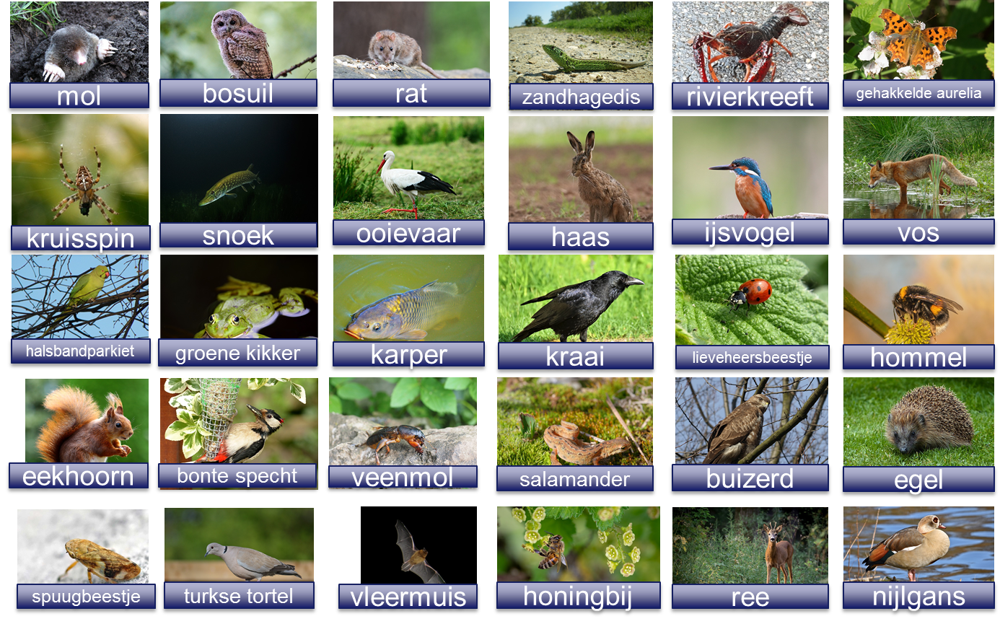 mol
bosuil
rat
zandhagedis
rivierkreeft
gehakkelde aurelia
kruisspin
snoek
ooievaar
haas
ijsvogel
vos
halsbandparkiet
groene kikker
karper
kraai
lieveheersbeestje
hommel
eekhoorn
bonte specht
veenmol
salamander
buizerd
egel
spuugbeestje
turkse tortel
vleermuis
honingbij
ree
nijlgans